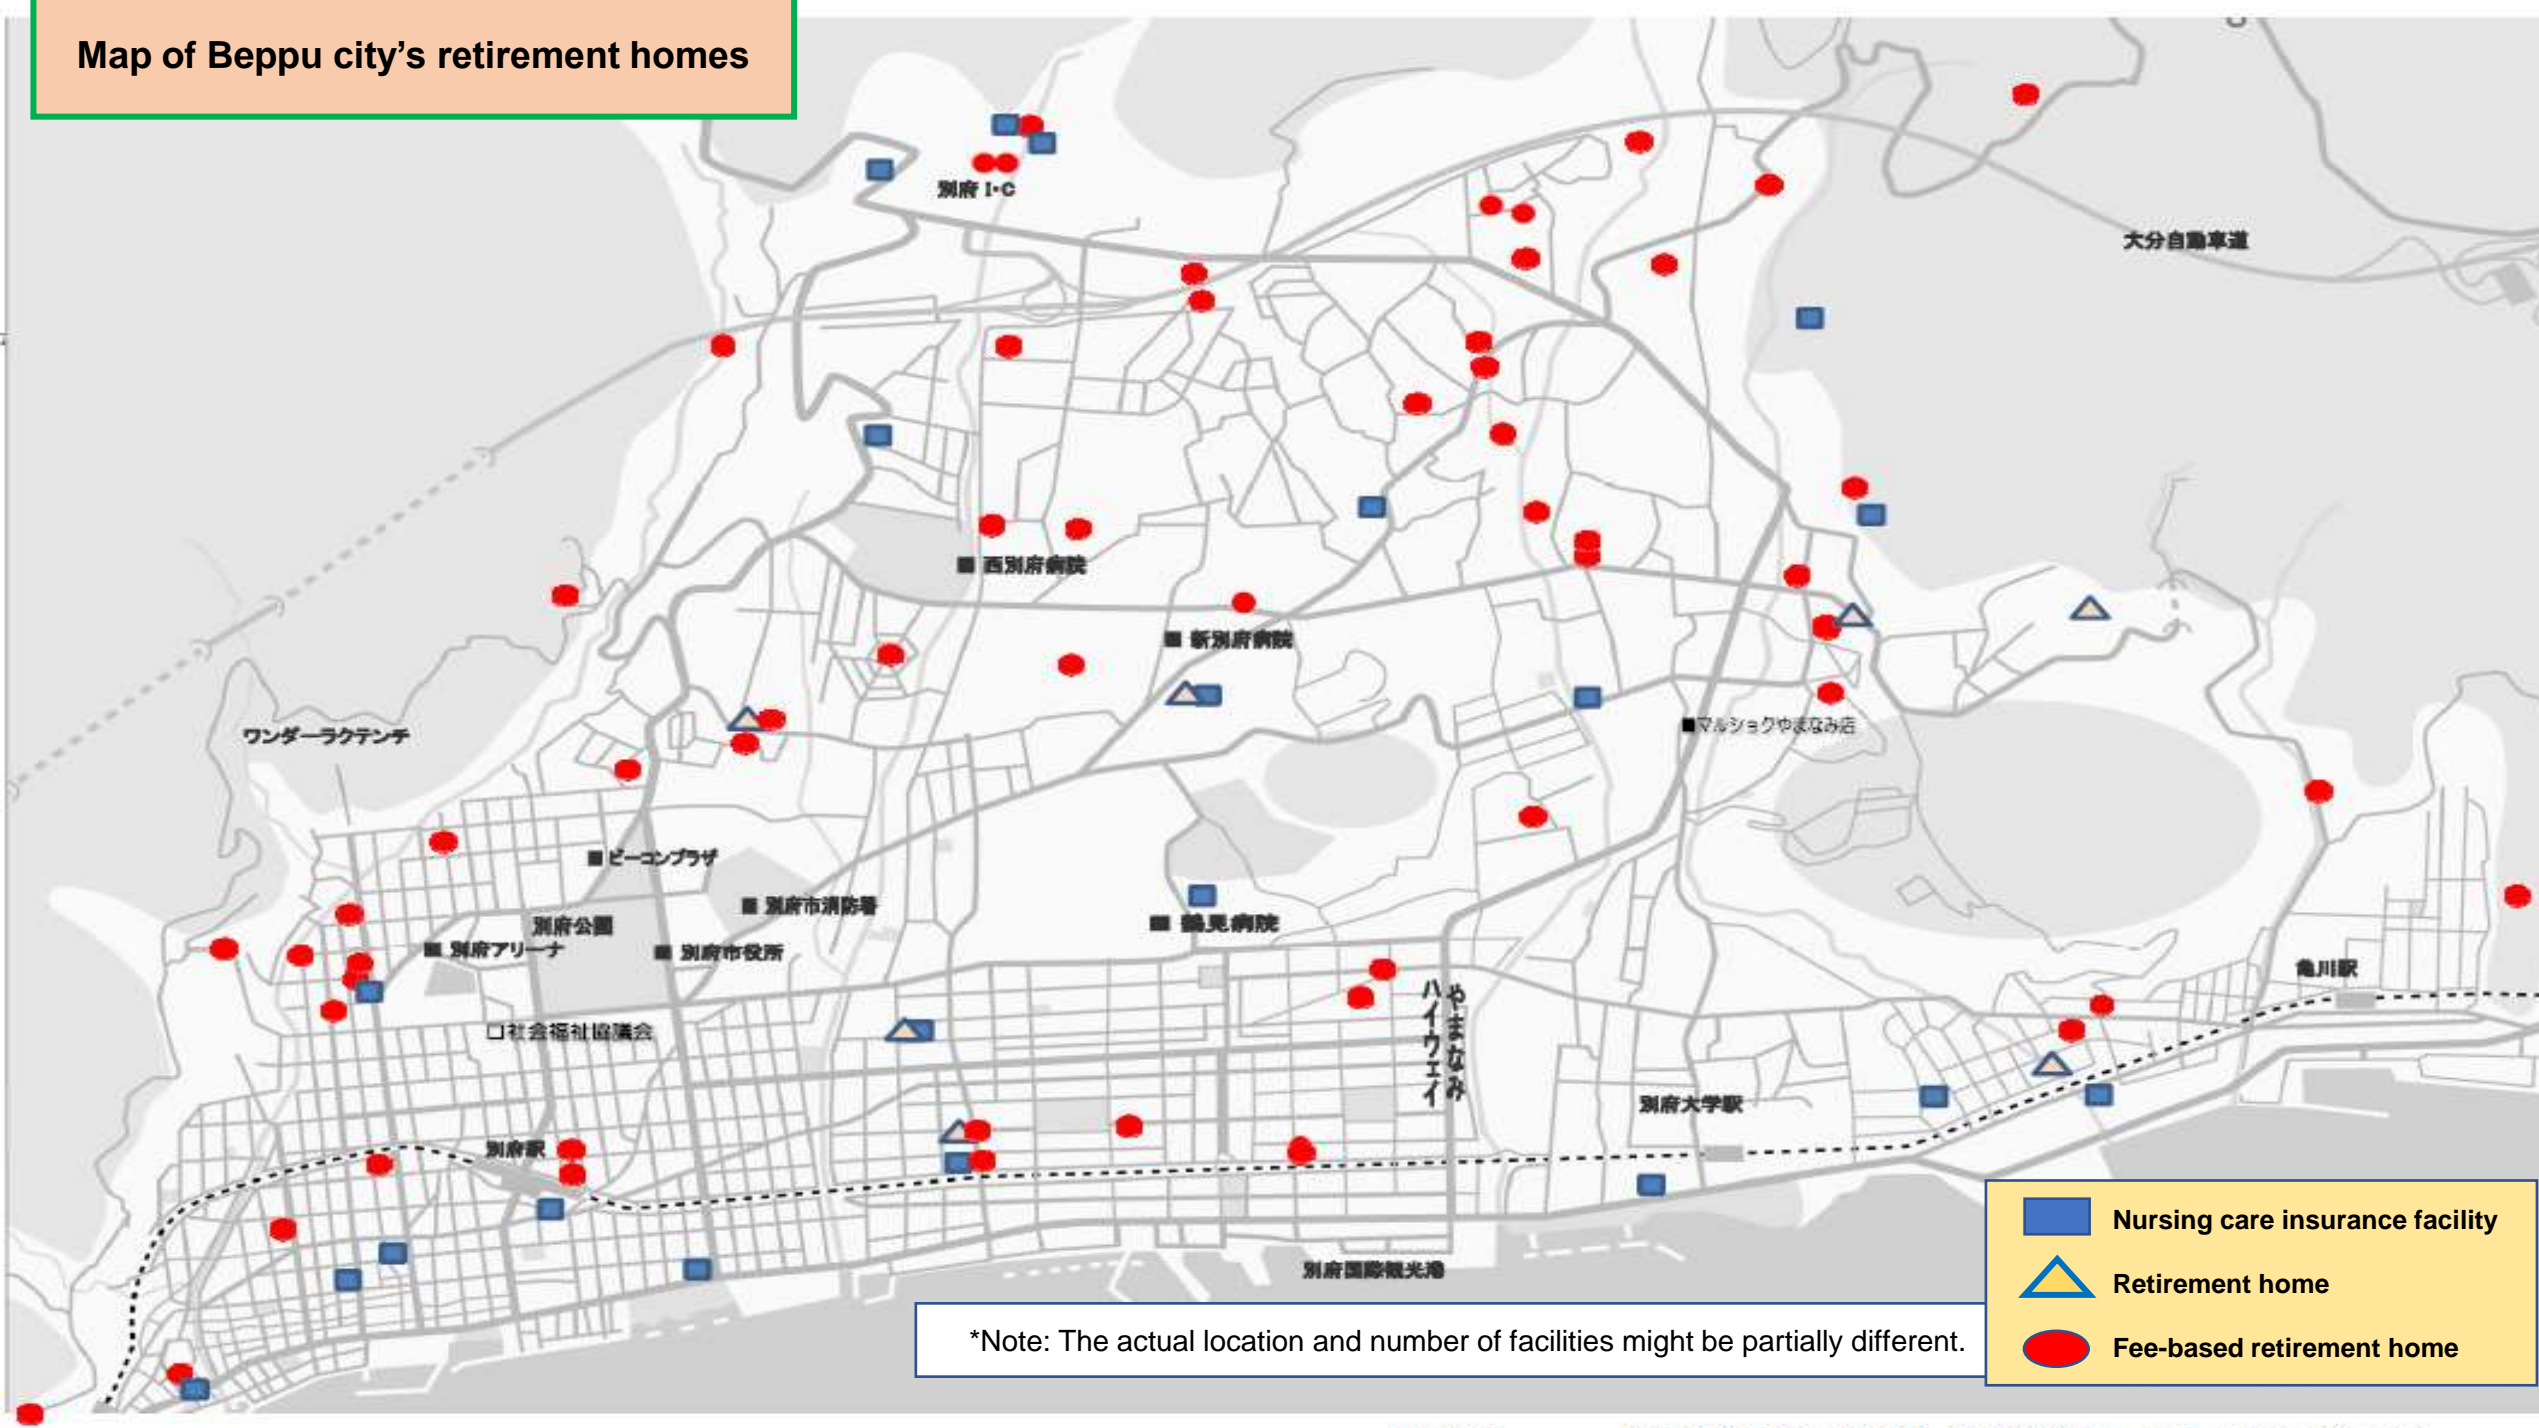 Map of Beppu city’s retirement homes
別府 I・C
大分自動車道
■ 西別府病院
■ 新別府病院
■マルショクやまなみ店
ワンダーラクテンチ
■ ビーコンプラザ
■ 別府市消防署
別府公園
■ 別府アリーナ
■ 別府市役所
■ 鶴見病院
亀川駅
やまなみ
ハイウェイ
□社会福祉協議会
別府大学駅
別府駅
別府国際観光港
Nursing care insurance facility
Retirement home
Fee-based retirement home
*Note: The actual location and number of facilities might be partially different.